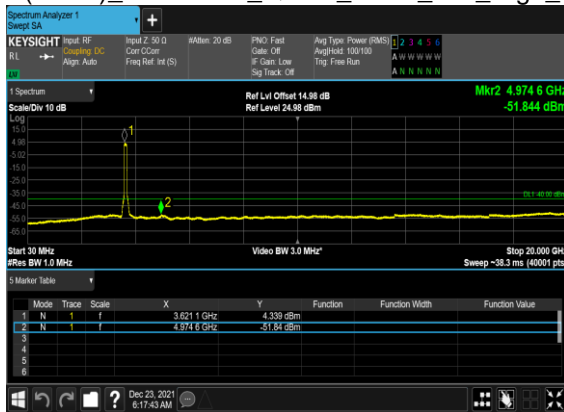 Spectrum Analyzer 1
Swept SA
+
KEYSIGHT Input: RF Input Z: 50 Ω #Atten: 20 dB PNO: Fast Avg Type: Power (RMS) 1 2 3 4 5 6
RL Coupling: DC Corr CCorr Gate: Off Avg|Hold: 100/100 A W W W W W
Align: Auto Freq Ref: Int (S) IF Gain: Low Trig: Free Run
LXI Sig Track: Off A N N N N N
1 Spectrum Ref Lvl Offset 14.98 dB Mkr2 4.974 6 GHz
Scale/Div 10 dB Ref Level 24.98 dBm -51.844 dBm
Log
15.0
4.98
-5.02
-15.0
-25.0
-35.0
DL1 -40.00 dBm
-45.0
-55.0
-65.0
1
2
Start 30 MHz Video BW 3.0 MHz* Stop 20.000 GHz
#Res BW 1.0 MHz Sweep ~38.3 ms (40001 pts)
5 Marker Table
Mode Trace Scale X Y Function Function Width Function Value
1 N 1 f 3.621 1 GHz 4.339 dBm
2 N 1 f 4.974 6 GHz -51.84 dBm
3
4
5
6
? Dec 23, 2021
6:17:43 AM